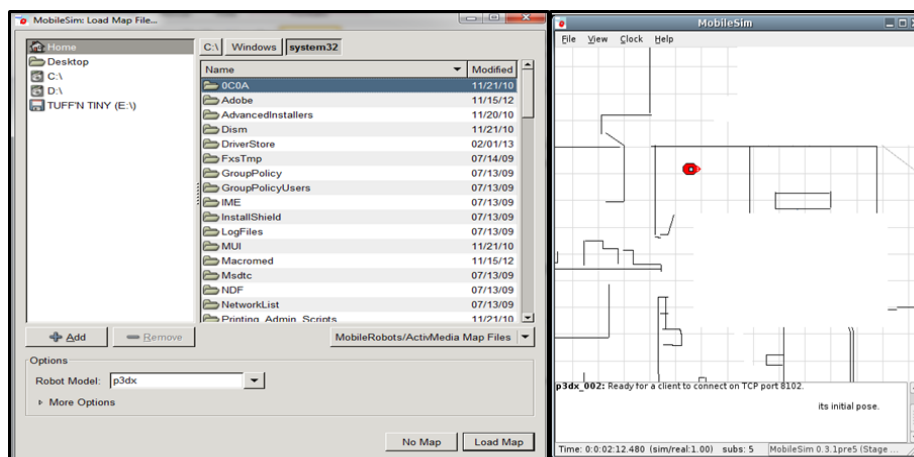 MobileSim: Load Map File...
Home
Desktop
C:\
D:\
TUFF'N TINY (E:\)
C:\ Windows system32
Name Modified
0C0A 11/21/10
Adobe 11/15/12
AdvancedInstallers 11/20/10
Dism 11/21/10
DriverStore 02/01/13
FxsTmp 07/14/09
GroupPolicy 07/13/09
GroupPolicyUsers 07/13/09
IME 07/13/09
InstallShield 07/13/09
LogFiles 07/13/09
MUI 11/21/10
Macromed 11/15/12
Msdtc 07/13/09
NDF 07/13/09
NetworkList 07/13/09
Printing_Admin_Scripts 11/21/10
Add Remove MobileRobots/ActivMedia Map Files
Options
Robot Model: p3dx
More Options
No Map Load Map
MobileSim
File View Clock Help
p3dx_002: Ready for a client to connect on TCP port 8102.
its initial pose.
Time: 0:0:02:12.480 (sim/real:1.00) subs: 5 MobileSim 0.3.1pre5 (Stage ...